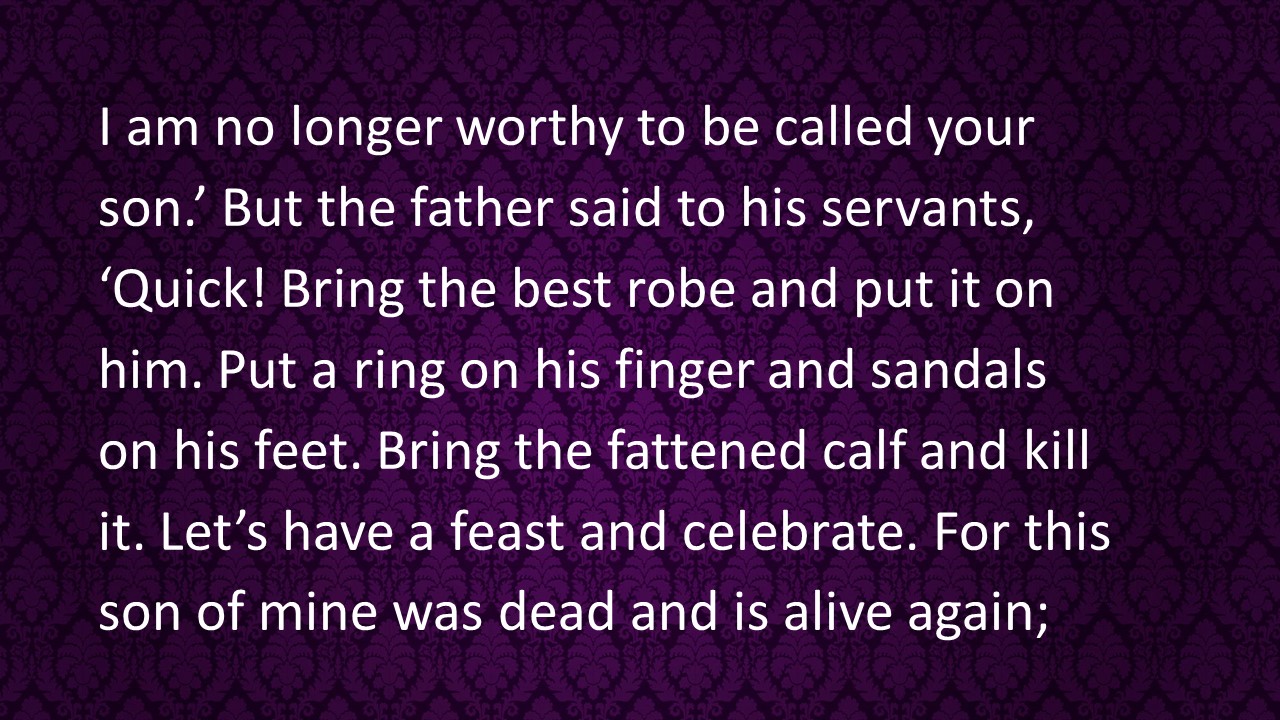 I am no longer worthy to be called your
son.’ But the father said to his servants,
‘Quick! Bring the best robe and put it on
him. Put a ring on his finger and sandals
on his feet. Bring the fattened calf and kill
it. Let’s have a feast and celebrate. For this
son of mine was dead and is alive again;